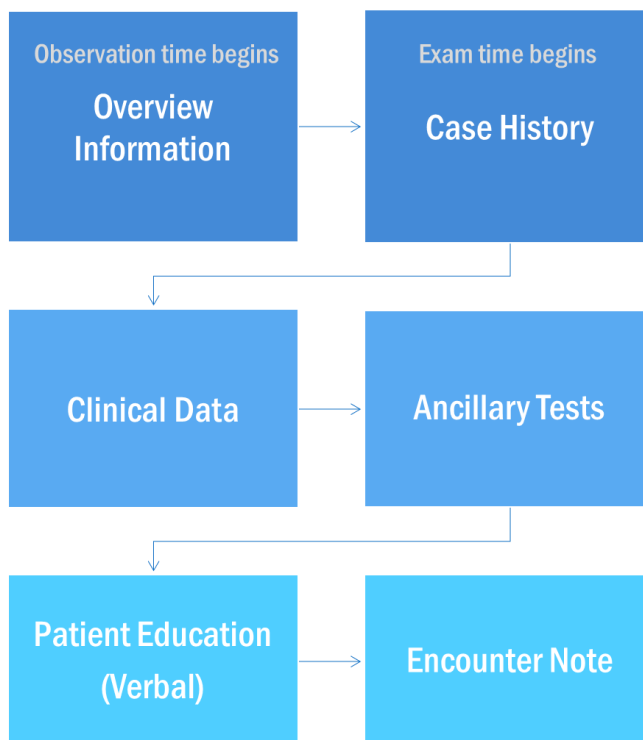 Observation time begins
Overview
Information
Exam time begins
Case History
Clinical Data
Ancillary Tests
Patient Education
(Verbal)
Encounter Note